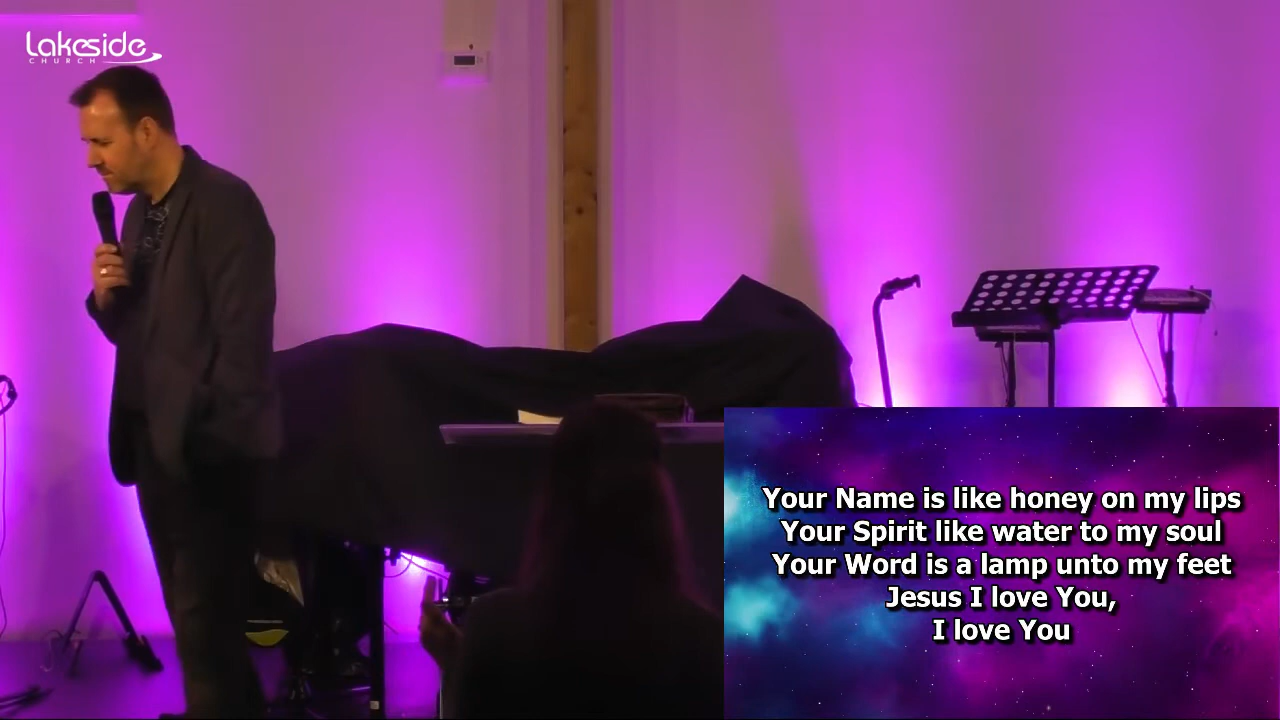 Lakeside
CHURCH
Your Name is like honey on my lips
Your Spirit like water to my soul
Your Word is a lamp unto my feet
Jesus I love You,
I love You